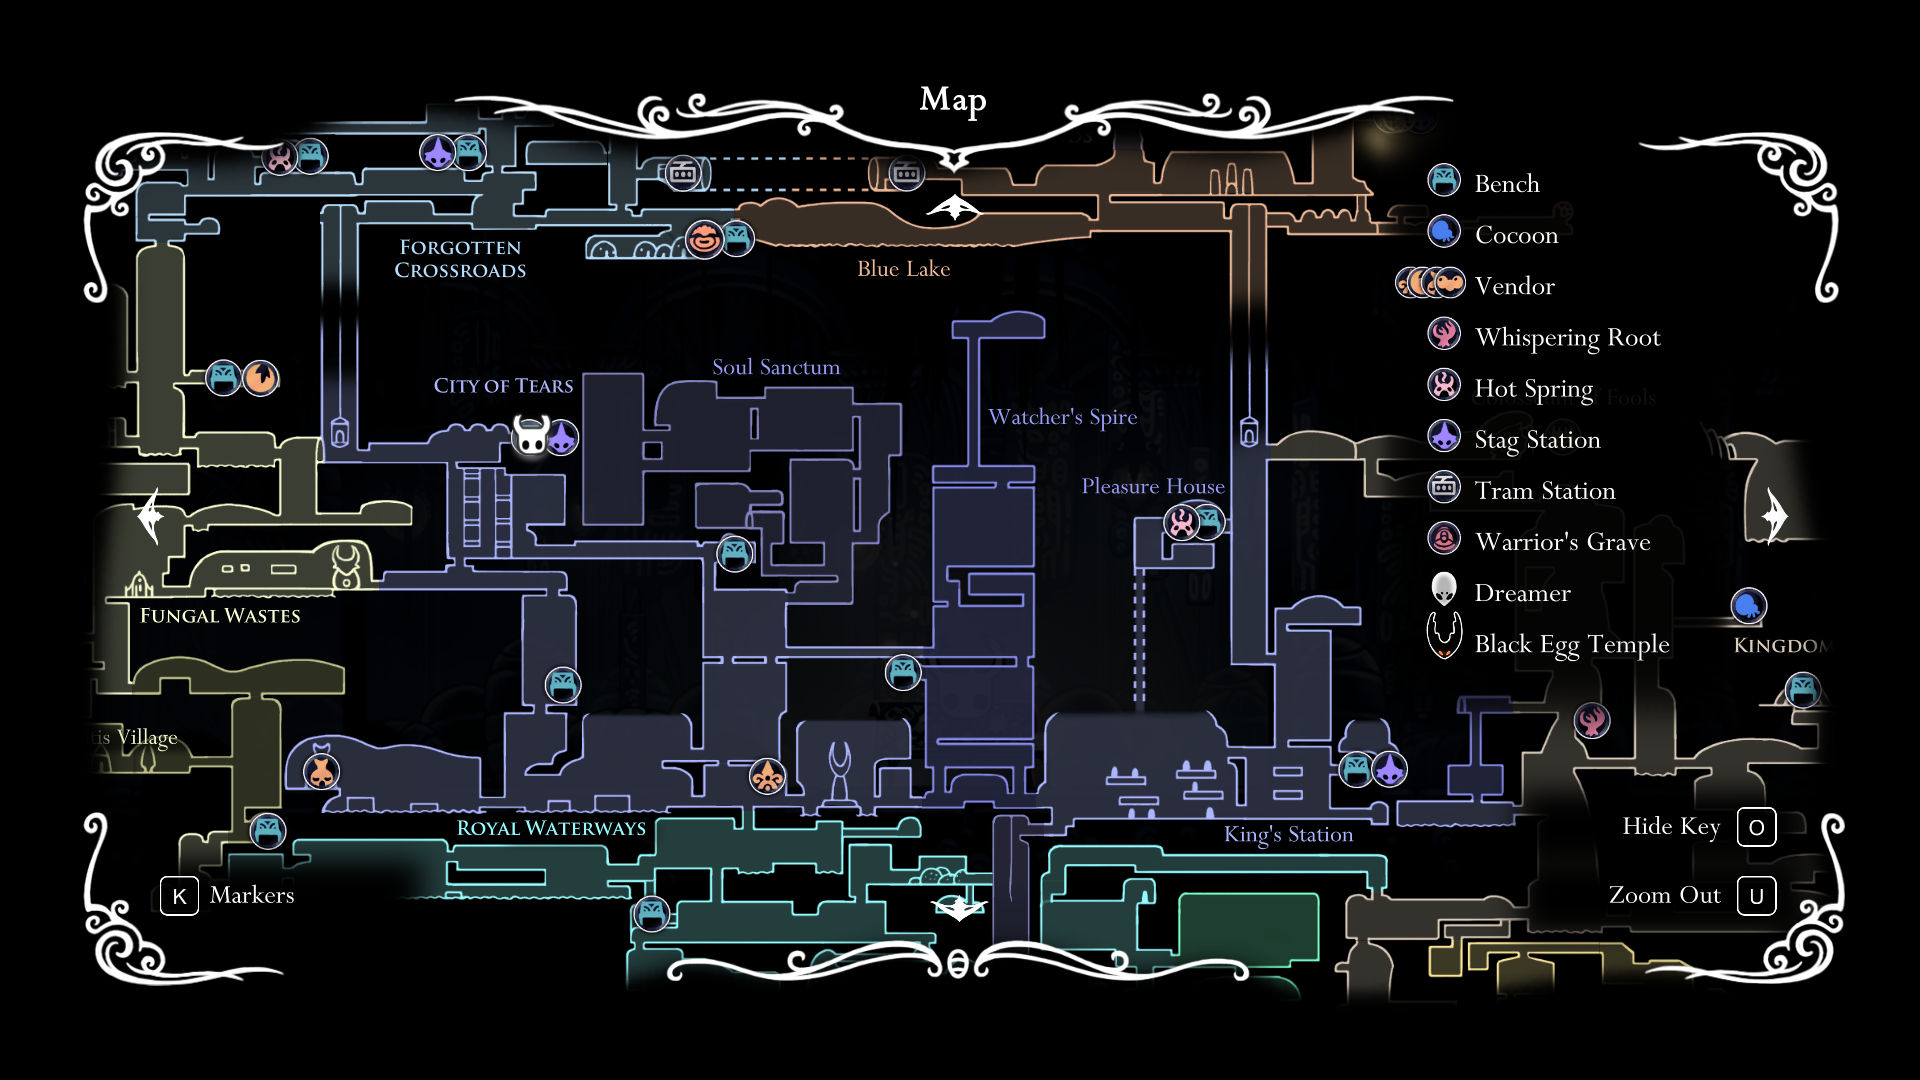 Map
FORGOTTEN
CROSSROADS
Blue Lake
CITY OF TEARS
Soul Sanctum
Watcher's Spire
Pleasure House
FUNGAL WASTES
Village
ROYAL WATERWAYS
King's Station
Bench
Cocoon
Vendor
Whispering Root
Hot Spring
Fools
Stag Station
Tram Station
Warrior's Grave
Dreamer
Black Egg Temple
KINGDOM
Hide Key O
Zoom Out U
K Markers